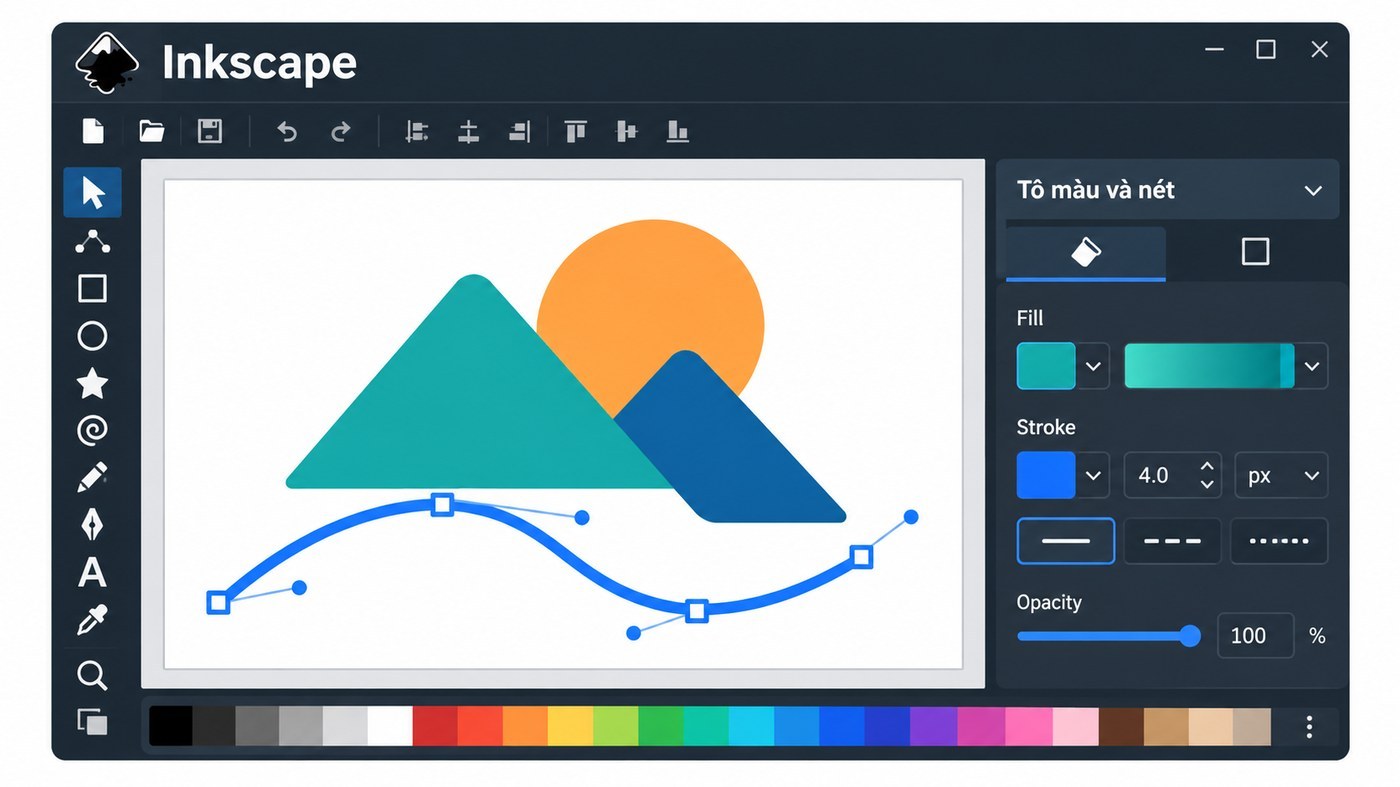 Inkscape
Tô màu và nét
Fill
Stroke
4.0
px
A
Opacity
100
%